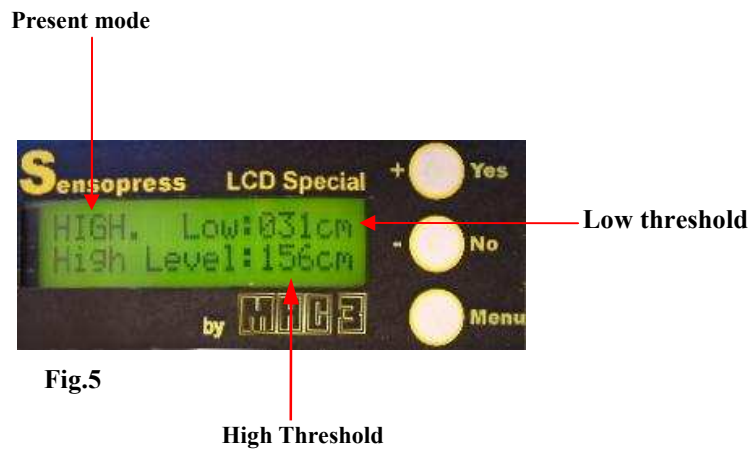 Present mode
Sensopress LCD Special
+ Yes
HIGH. Low:031cm
Low threshold
High Level:156cm
- No
by MAC3
Menu
Fig.5
High Threshold